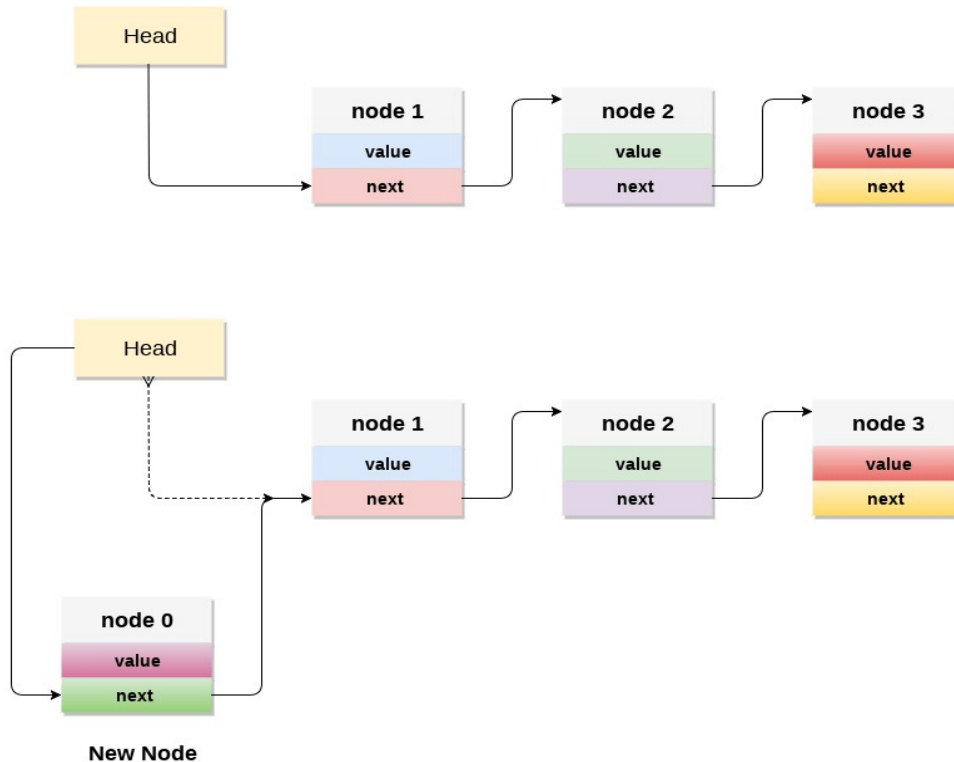 Head
node 1
value
next
node 2
value
next
node 3
value
next
Head
node 1
value
next
node 2
value
next
node 3
value
next
node 0
value
next
New Node